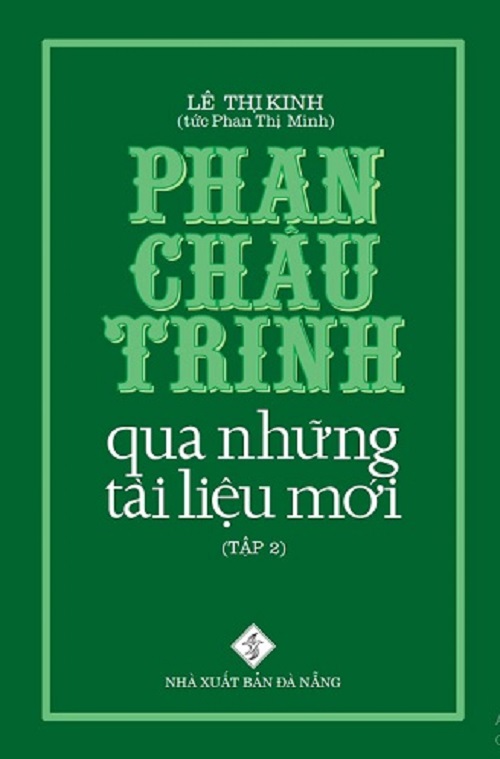 LÊ THỊ KINH
(tức Phan Thị Minh)
PHAN
CHÂU
TRINH
qua những
tài liệu mới
(TẬP 2)
NHÀ XUẤT BẢN ĐÀ NẴNG